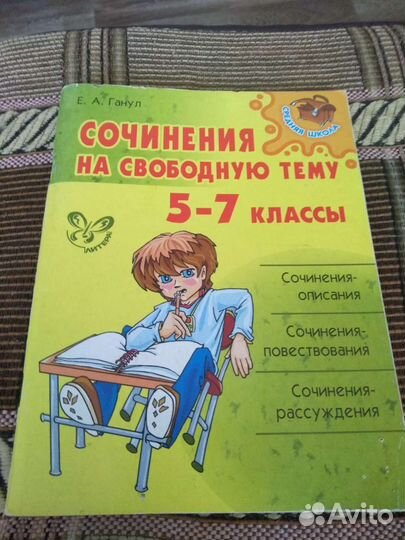 Е. А. Ганул
СРЕДНЯЯ ШКОЛА
СОЧИНЕНИЯ
НА СВОБОДНУЮ ТЕМУ
5–7 КЛАССЫ
ЛИТЕРА
Сочинения-
описания
Сочинения-
повествования
Сочинения-
рассуждения
Avito